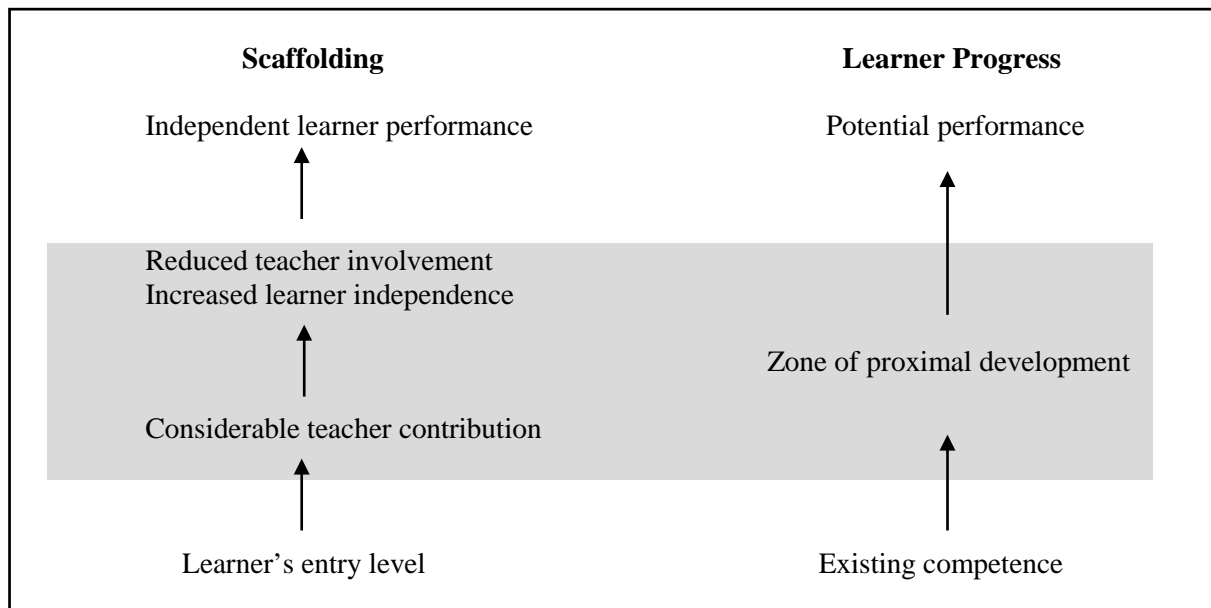 Scaffolding
Independent learner performance
Reduced teacher involvement
Increased learner independence
Considerable teacher contribution
Learner’s entry level
Learner Progress
Potential performance
Zone of proximal development
Existing competence